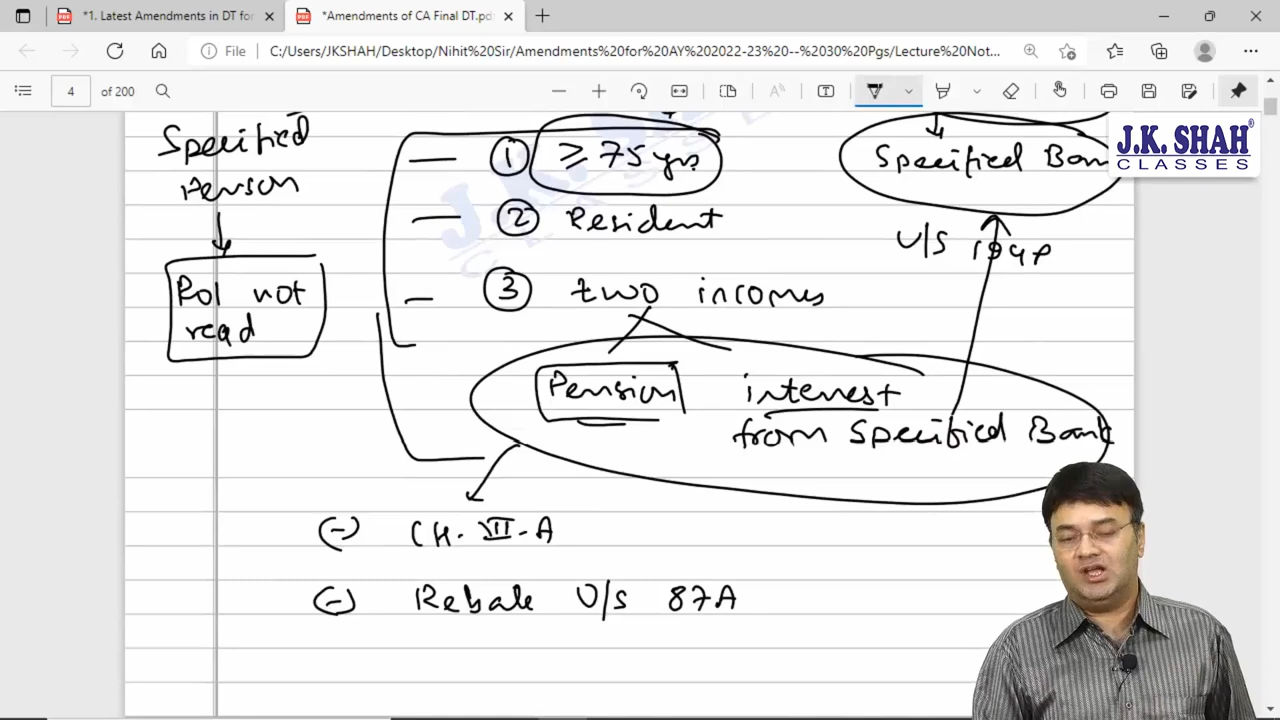 *1. Latest Amendments in DT for
*Amendments of CA Final DT.pd
File
C:/Users/JKSHAH/Desktop/Nihit%20Sir/Amendments%20for%20AY%202022-23%20--%2030%20Pgs/Lecture%20Not...
4 of 200
J.K. SHAH
CLASSES
Specified
Person
RoI not
read
① ≥ 75 yrs
② Resident
③ two incomes
Pension
interest
from Specified Bank
Specified Ban
U/S 194P
(-) CH. VII-A
(-) Rebate U/S 87A